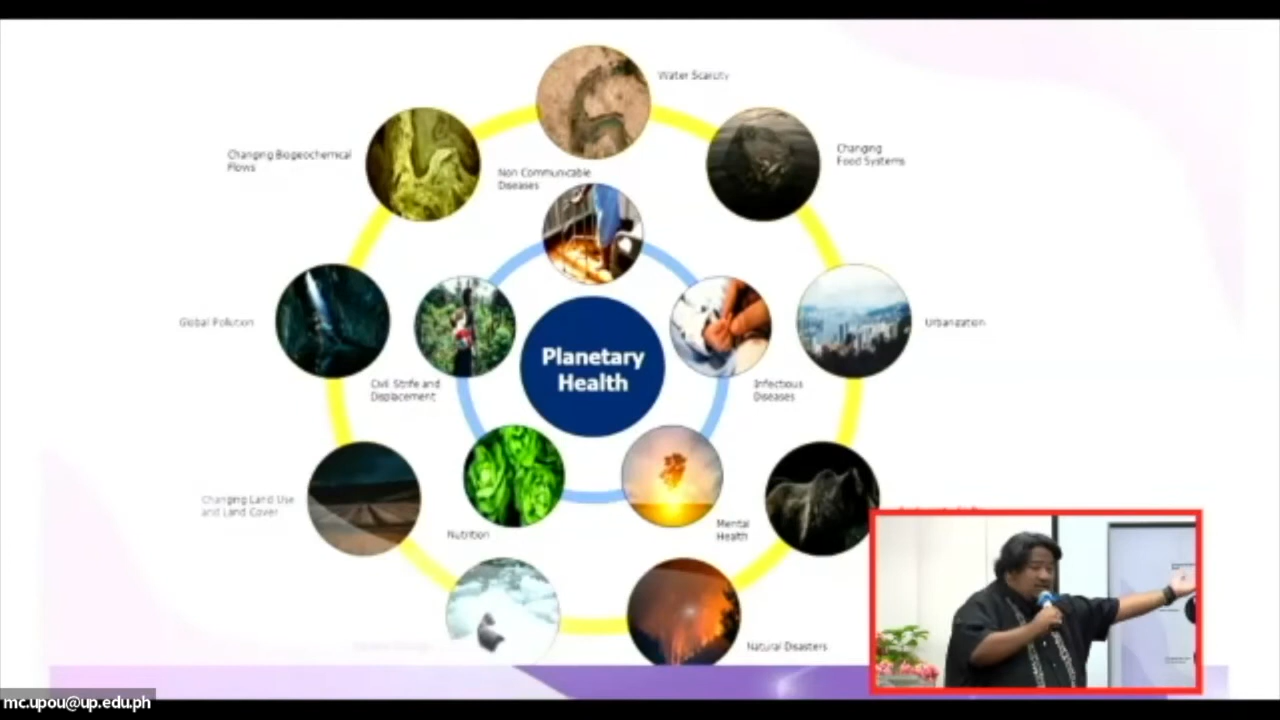 Water Scarcity
Changing Biogeochemical
Flows
Changing
Food Systems
Non Communicable
Diseases
Global Pollution
Urbanization
Planetary
Health
Civil Strife and
Displacement
Infectious
Diseases
Changing Land Use
and Land Cover
Nutrition
Mental
Health
Natural Disasters
mc.upou@up.edu.ph